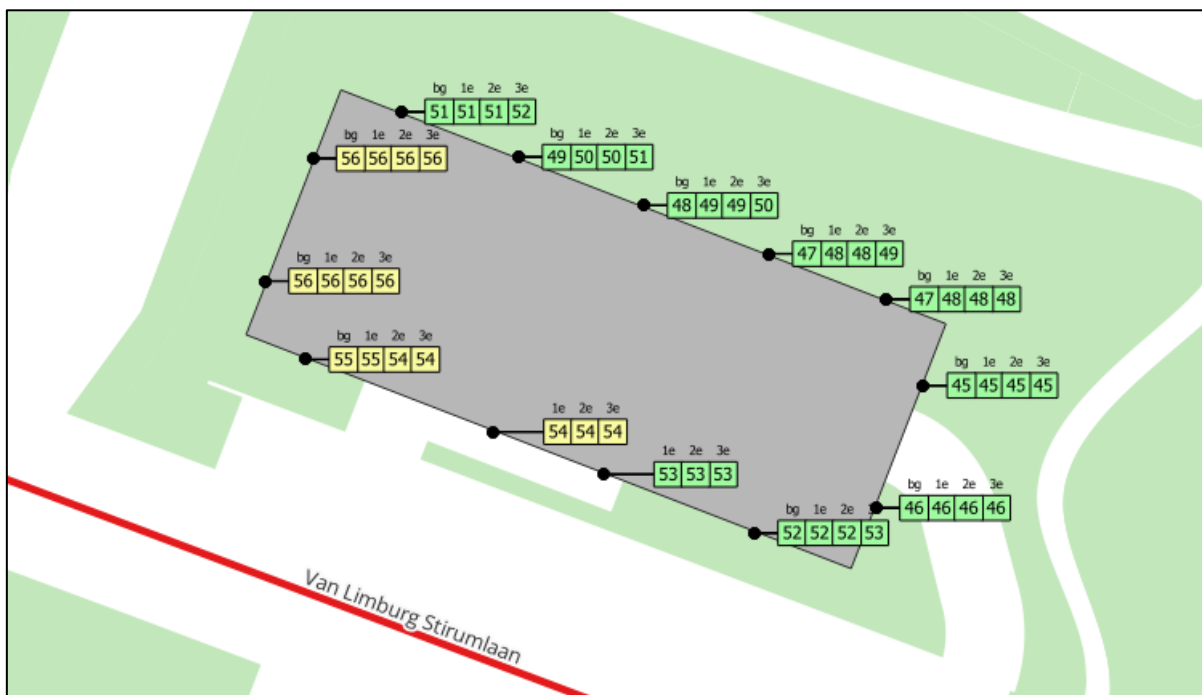 bg 1e 2e 3e
51 51 51 52
bg 1e 2e 3e
56 56 56 56
bg 1e 2e 3e
49 50 50 51
bg 1e 2e 3e
48 49 49 50
bg 1e 2e 3e
47 48 48 49
bg 1e 2e 3e
56 56 56 56
bg 1e 2e 3e
47 48 48 48
bg 1e 2e 3e
55 55 54 54
bg 1e 2e 3e
45 45 45 45
1e 2e 3e
54 54 54
1e 2e 3e
53 53 53
bg 1e 2e 3e
46 46 46 46
bg 1e 2e
52 52 52 53
Van Limburg Stirumlaan